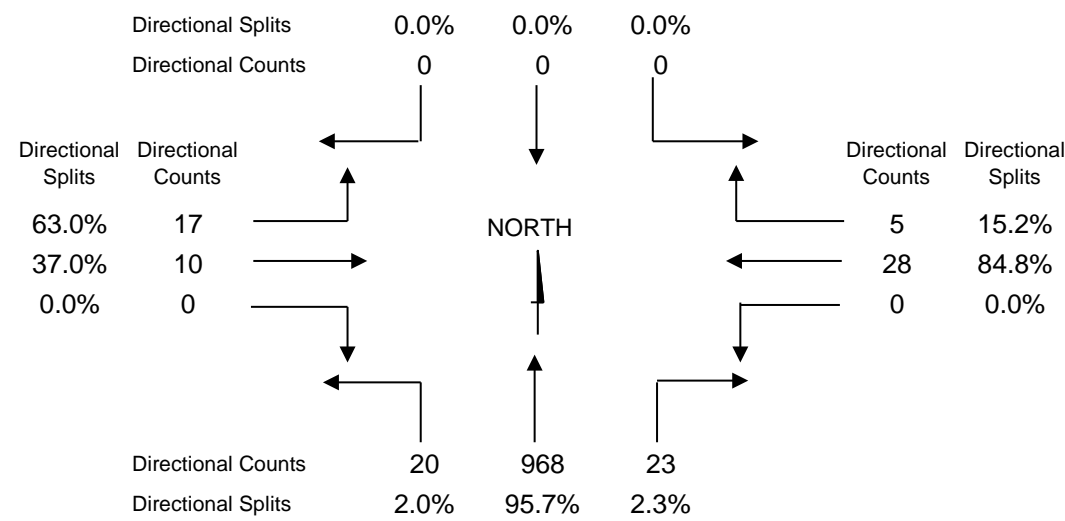 Directional Splits 0.0% 0.0% 0.0%
Directional Counts 0 0 0
Directional Directional Directional Directional
Splits Counts Counts Splits
63.0% 17 NORTH 5 15.2%
37.0% 10 28 84.8%
0.0% 0 0 0.0%
Directional Counts 20 968 23
Directional Splits 2.0% 95.7% 2.3%